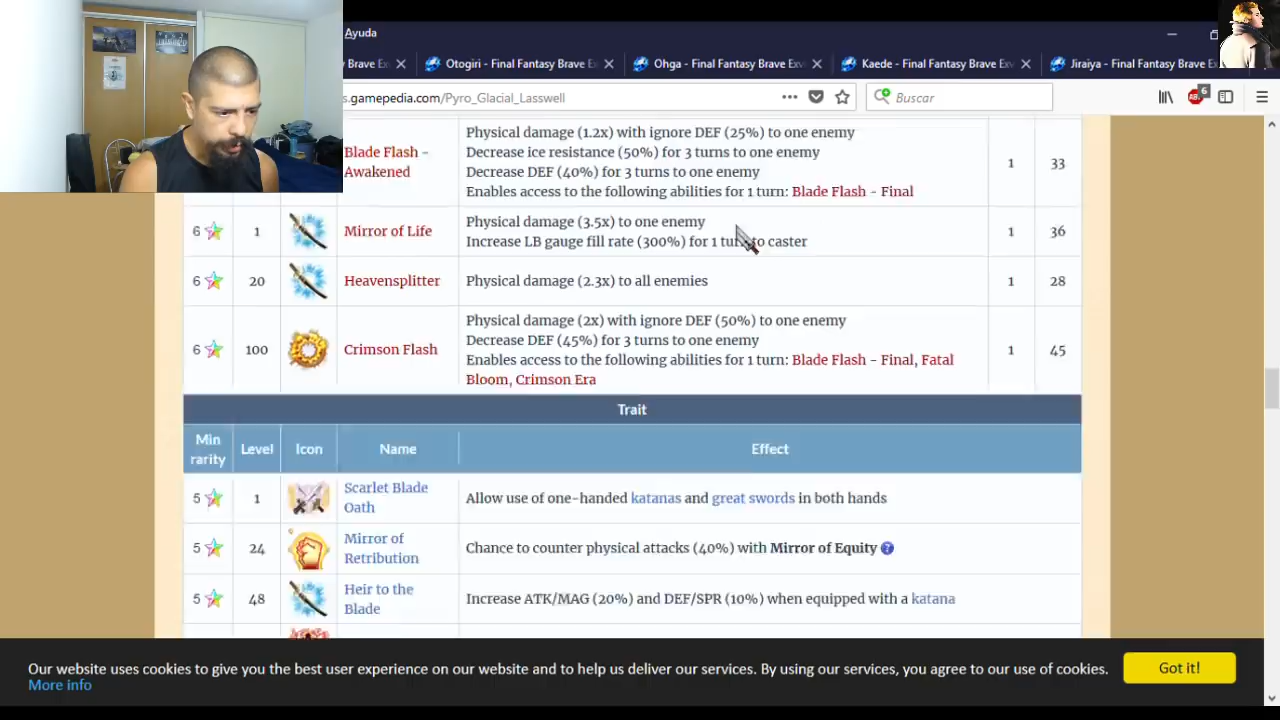 Ayuda
Brave Ex
Otogiri - Final Fantasy Brave Ex
Ohga - Final Fantasy Brave Exv
Kaede - Final Fantasy Brave Ex
Jiraiya - Final Fantasy Brave Ex
s.gamepedia.com/Pyro_Glacial_Lasswell
Buscar
6
Physical damage (1.2x) with ignore DEF (25%) to one enemy
Blade Flash -
Awakened
Decrease ice resistance (50%) for 3 turns to one enemy
Decrease DEF (40%) for 3 turns to one enemy
Enables access to the following abilities for 1 turn: Blade Flash - Final
1
33
6
1
Mirror of Life
Physical damage (3.5x) to one enemy
Increase LB gauge fill rate (300%) for 1 turn to caster
1
36
6
20
Heavensplitter
Physical damage (2.3x) to all enemies
1
28
6
100
Crimson Flash
Physical damage (2x) with ignore DEF (50%) to one enemy
Decrease DEF (45%) for 3 turns to one enemy
Enables access to the following abilities for 1 turn: Blade Flash - Final, Fatal
Bloom, Crimson Era
1
45
Trait
Min
rarity
Level
Icon
Name
Effect
5
1
Scarlet Blade
Oath
Allow use of one-handed katanas and great swords in both hands
5
24
Mirror of
Retribution
Chance to counter physical attacks (40%) with Mirror of Equity ?
5
48
Heir to the
Blade
Increase ATK/MAG (20%) and DEF/SPR (10%) when equipped with a katana
Our website uses cookies to give you the best user experience on our website and to help us deliver our services. By using our services, you agree to our use of cookies.
More info
Got it!